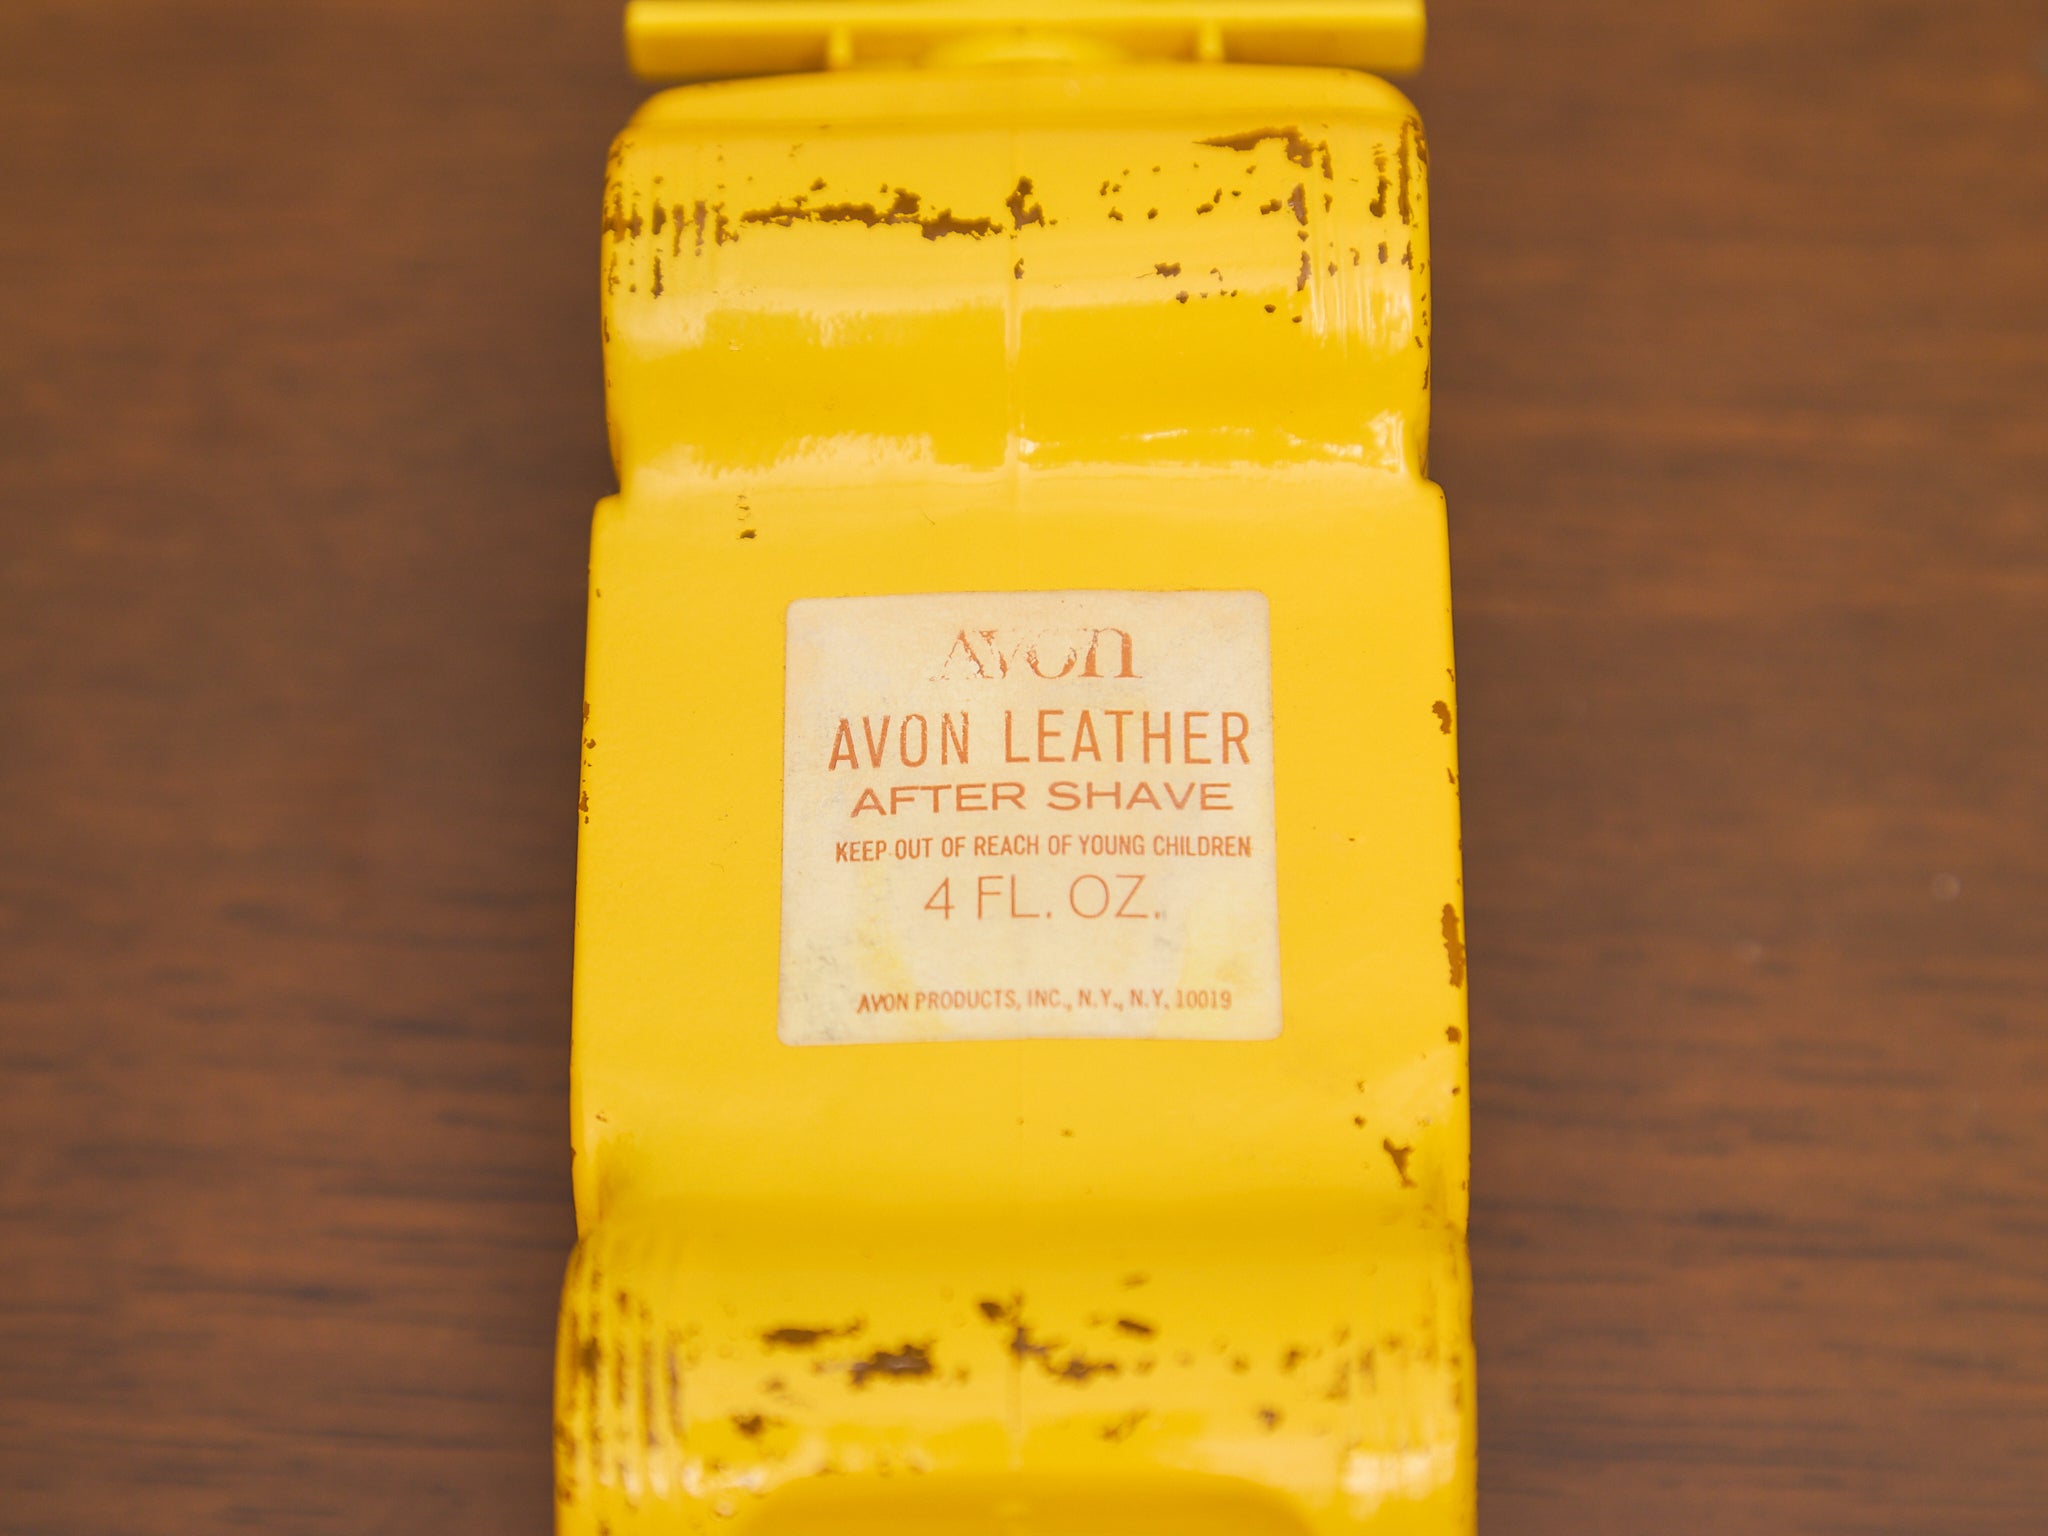 Avon
AVON LEATHER
AFTER SHAVE
KEEP OUT OF REACH OF YOUNG CHILDREN
4 FL. OZ.
AVON PRODUCTS, INC., N.Y., N.Y. 10019